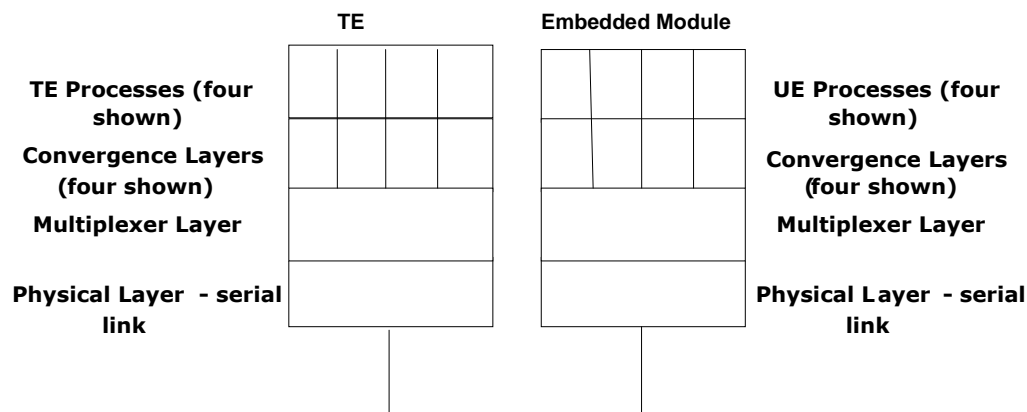 TE
Embedded Module
TE Processes (four
shown)
Convergence Layers
(four shown)
Multiplexer Layer
Physical Layer - serial
link
UE Processes (four
shown)
Convergence Layers
(four shown)
Multiplexer Layer
Physical Layer - serial
link